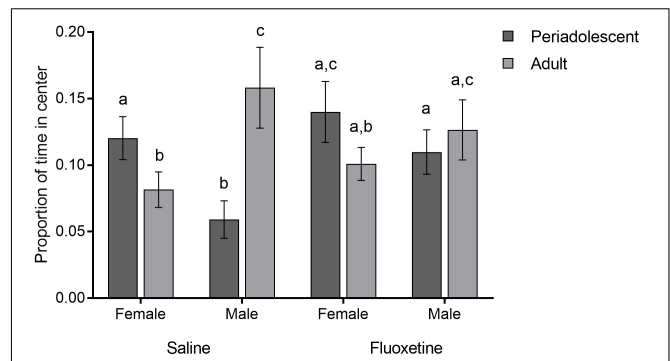 Proportion of time in center
0.20
0.15
0.10
0.05
0.00
a
b
b
c
a,c
a,b
a
a,c
Periadolescent
Adult
Female
Male
Female
Male
Saline
Fluoxetine